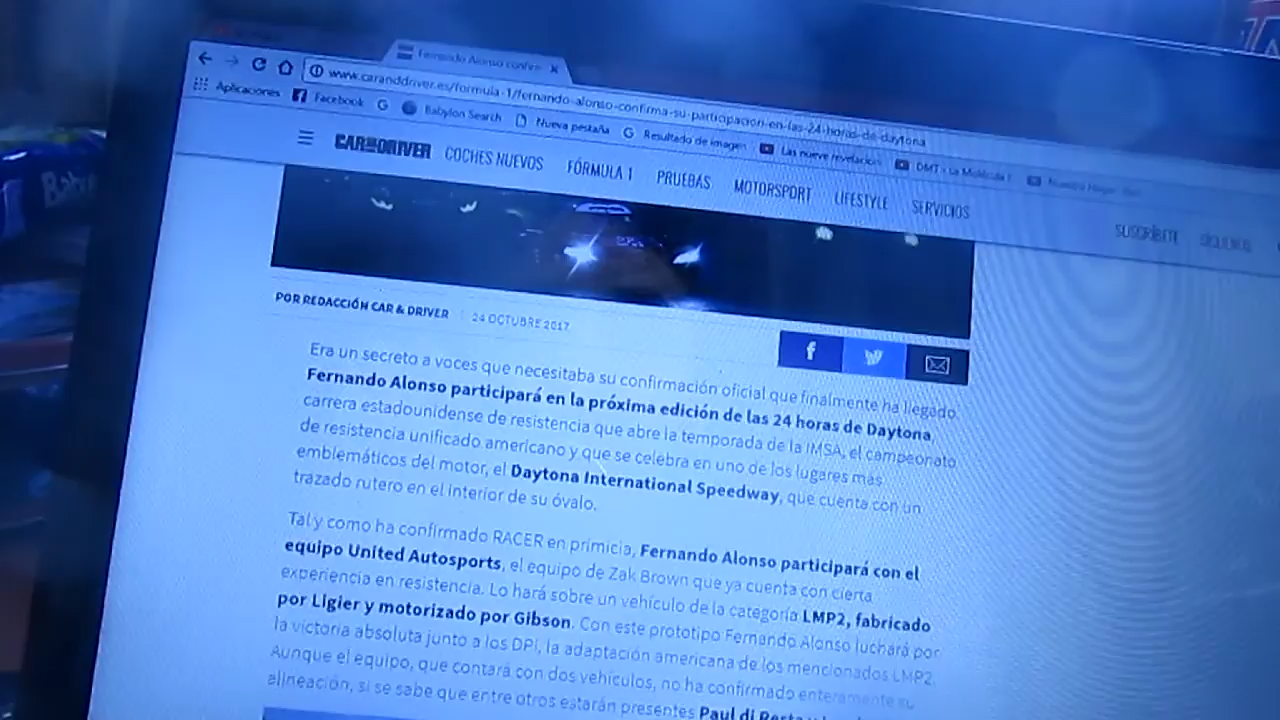 Fernando Alonso confirm
www.caranddriver.es/formula-1/fernando-alonso-confirma-su-participacion-en-las-24-horas-de-daytona
Aplicaciones Facebook Babylon Search Nueva pestaña Resultado de imagen Las nueve revelacion DMT - La Molécula
CAR AND DRIVER COCHES NUEVOS FÓRMULA 1 PRUEBAS MOTORSPORT LIFESTYLE SERVICIOS
SUSCRÍBETE SÍGUENOS
POR REDACCIÓN CAR & DRIVER | 24 OCTUBRE 2017
Era un secreto a voces que necesitaba su confirmación oficial que finalmente ha llegado.
Fernando Alonso participará en la próxima edición de las 24 horas de Daytona,
carrera estadounidense de resistencia que abre la temporada de la IMSA, el campeonato
de resistencia unificado americano y que se celebra en uno de los lugares más
emblemáticos del motor, el Daytona International Speedway, que cuenta con un
trazado rutero en el interior de su óvalo.
Tal y como ha confirmado RACER en primicia, Fernando Alonso participará con el
equipo United Autosports, el equipo de Zak Brown que ya cuenta con cierta
experiencia en resistencia. Lo hará sobre un vehículo de la categoría LMP2, fabricado
por Ligier y motorizado por Gibson. Con este prototipo Fernando Alonso luchará por
la victoria absoluta junto a los DPi, la adaptación americana de los mencionados LMP2.
Aunque el equipo, que contará con dos vehículos, no ha confirmado enteramente su
alineación, si se sabe que entre otros estarán presentes Paul di Resta